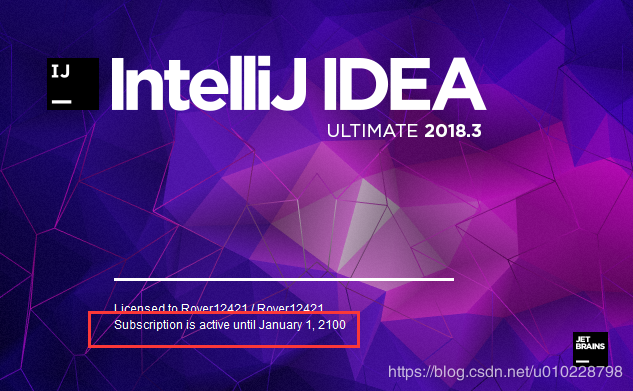 IJ
IntelliJ IDEA
ULTIMATE 2018.3
Licensed to Rover12421 / Rover12421
Subscription is active until January 1, 2100
JET
BRAINS
https://blog.csdn.net/u010228798